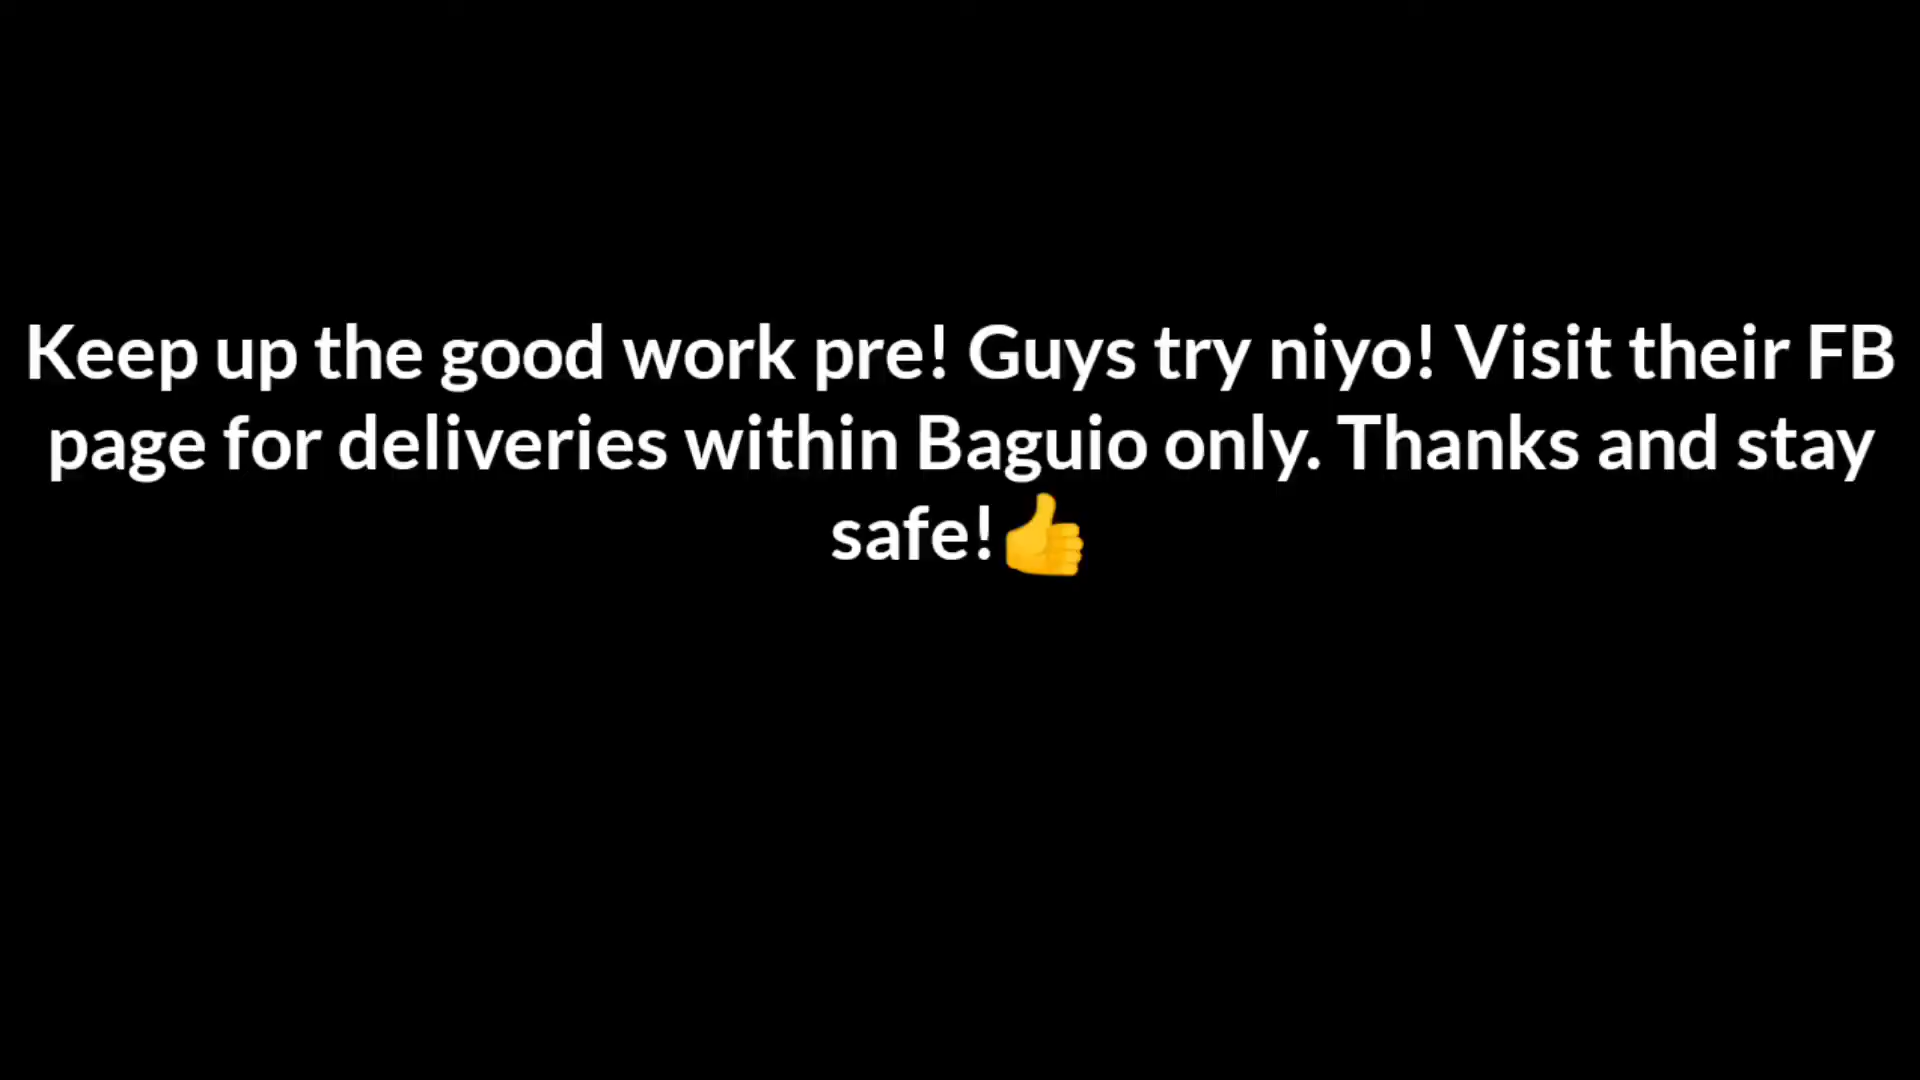 Keep up the good work pre! Guys try niyo! Visit their FB
page for deliveries within Baguio only. Thanks and stay
safe!👍